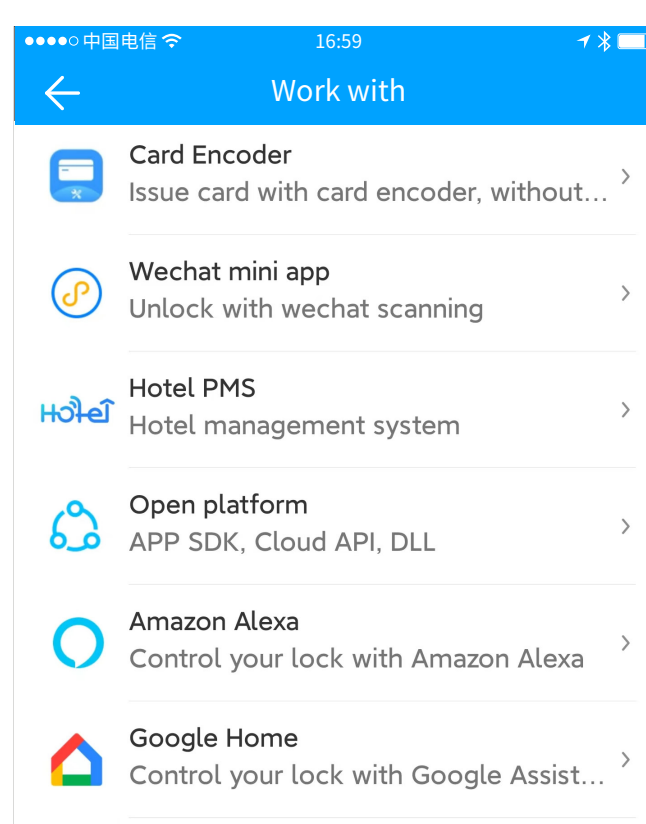 中国电信 16:59
Work with
Card Encoder
Issue card with card encoder, without...
Wechat mini app
Unlock with wechat scanning
Hotel
Hotel PMS
Hotel management system
Open platform
APP SDK, Cloud API, DLL
Amazon Alexa
Control your lock with Amazon Alexa
Google Home
Control your lock with Google Assist...